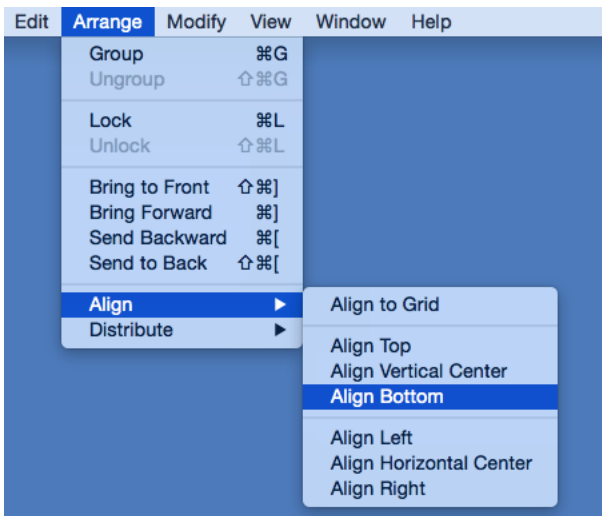 Edit Arrange Modify View Window Help
Group ⌘G
Ungroup ⇧⌘G
Lock ⌘L
Unlock ⇧⌘L
Bring to Front ⇧⌘]
Bring Forward ⌘]
Send Backward ⌘[
Send to Back ⇧⌘[
Align ▶
Distribute ▶
Align to Grid
Align Top
Align Vertical Center
Align Bottom
Align Left
Align Horizontal Center
Align Right